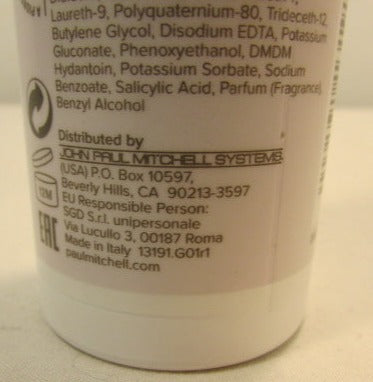 Laureth-9, Polyquaternium-80, Trideceth-12,
Butylene Glycol, Disodium EDTA, Potassium
Gluconate, Phenoxyethanol, DMDM
Hydantoin, Potassium Sorbate, Sodium
Benzoate, Salicylic Acid, Parfum (Fragrance),
Benzyl Alcohol
Distributed by
JOHN PAUL MITCHELL SYSTEMS
(USA) P.O. Box 10597,
Beverly Hills, CA 90213-3597
EU Responsible Person:
SGD S.r.l. unipersonale
Via Lucullo 3, 00187 Roma
Made in Italy 13191.G01r1
paulmitchell.com
12M
EAC